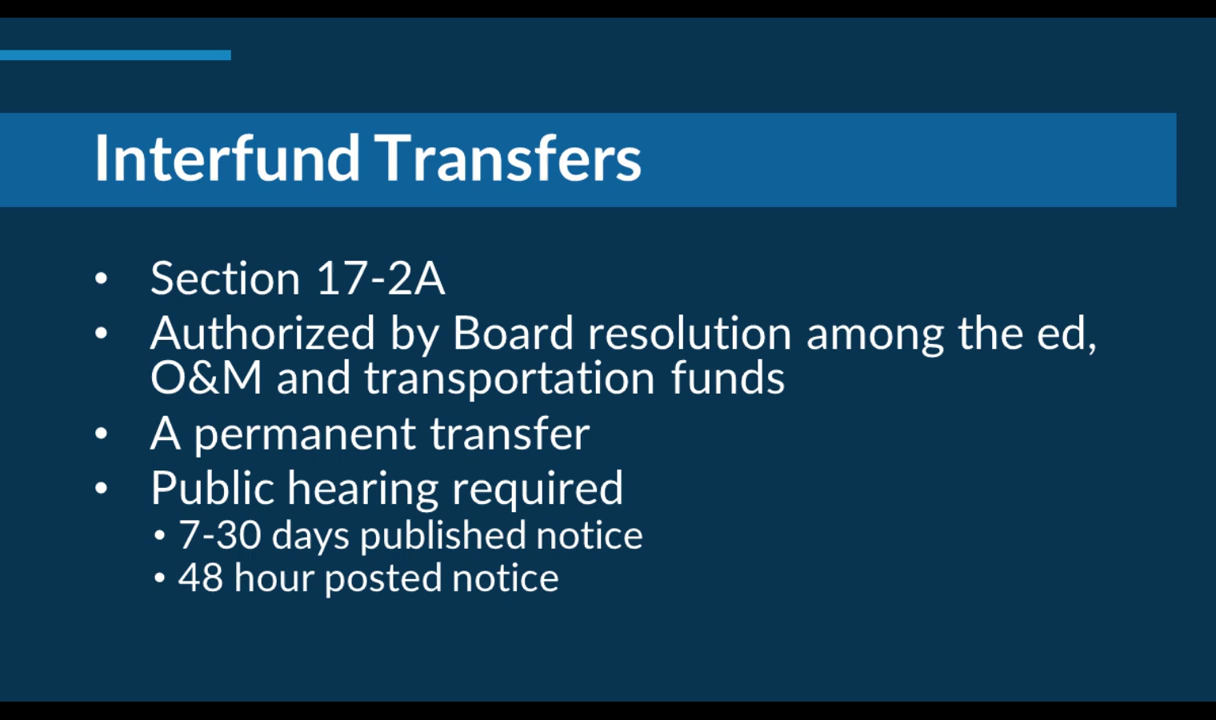 Interfund Transfers
• Section 17-2A
• Authorized by Board resolution among the ed,
O&M and transportation funds
• A permanent transfer
• Public hearing required
• 7-30 days published notice
• 48 hour posted notice